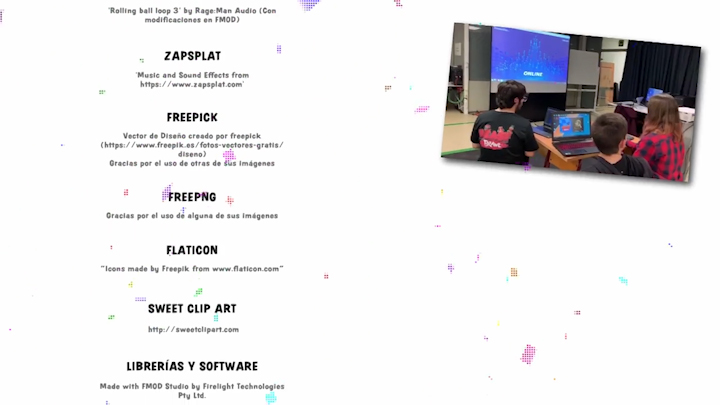 'Rolling ball loop 3' by Rage:Man Audio (Con
modificaciones en FMOD)
ZAPSPLAT
'Music and Sound Effects from
https://www.zapsplat.com'
FREEPICK
Vector de Diseño creado por freepick
(https://www.freepik.es/fotos-vectores-gratis/
diseno)
Gracias por el uso de otras de sus imágenes
FREEPNG
Gracias por el uso de alguna de sus imágenes
FLATICON
"Icons made by Freepik from www.flaticon.com"
SWEET CLIP ART
http://sweetclipart.com
LIBRERÍAS Y SOFTWARE
Made with FMOD Studio by Firelight Technologies
Pty Ltd.
ONLINE